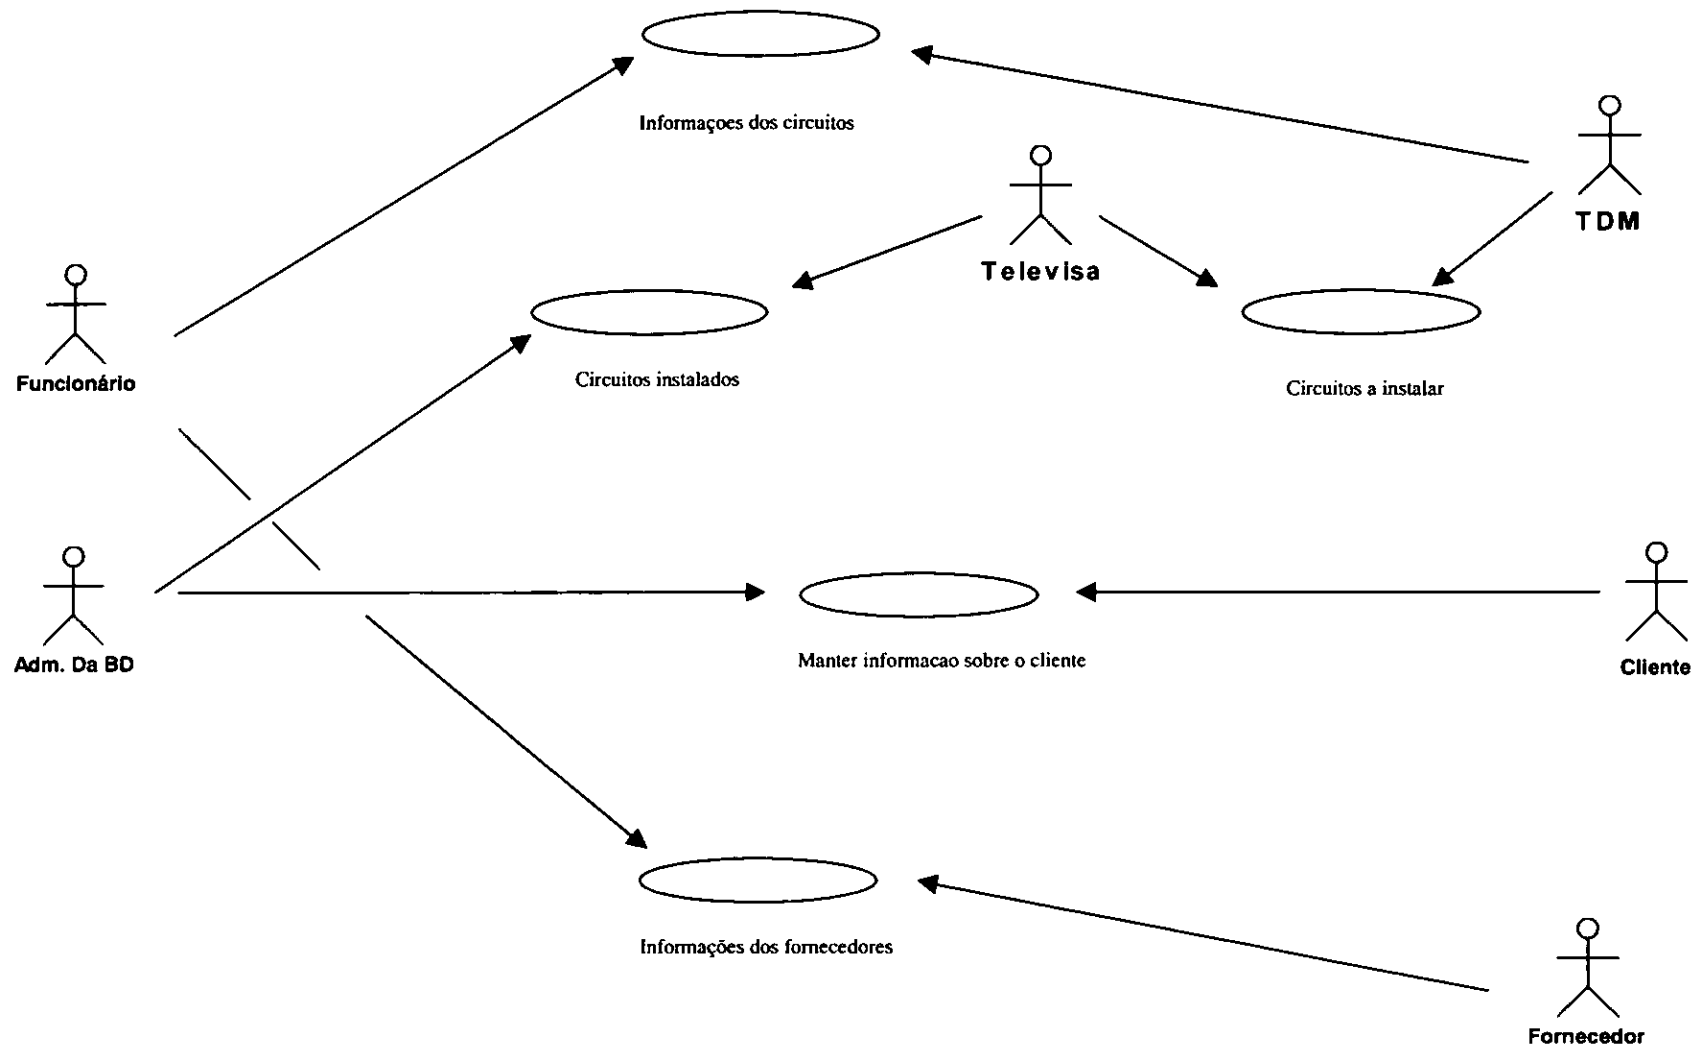 Informaçoes dos circuitos
TDM
Televisa
Funcionário
Circuitos instalados
Circuitos a instalar
Adm. Da BD
Manter informacao sobre o cliente
Cliente
Informações dos fornecedores
Fornecedor